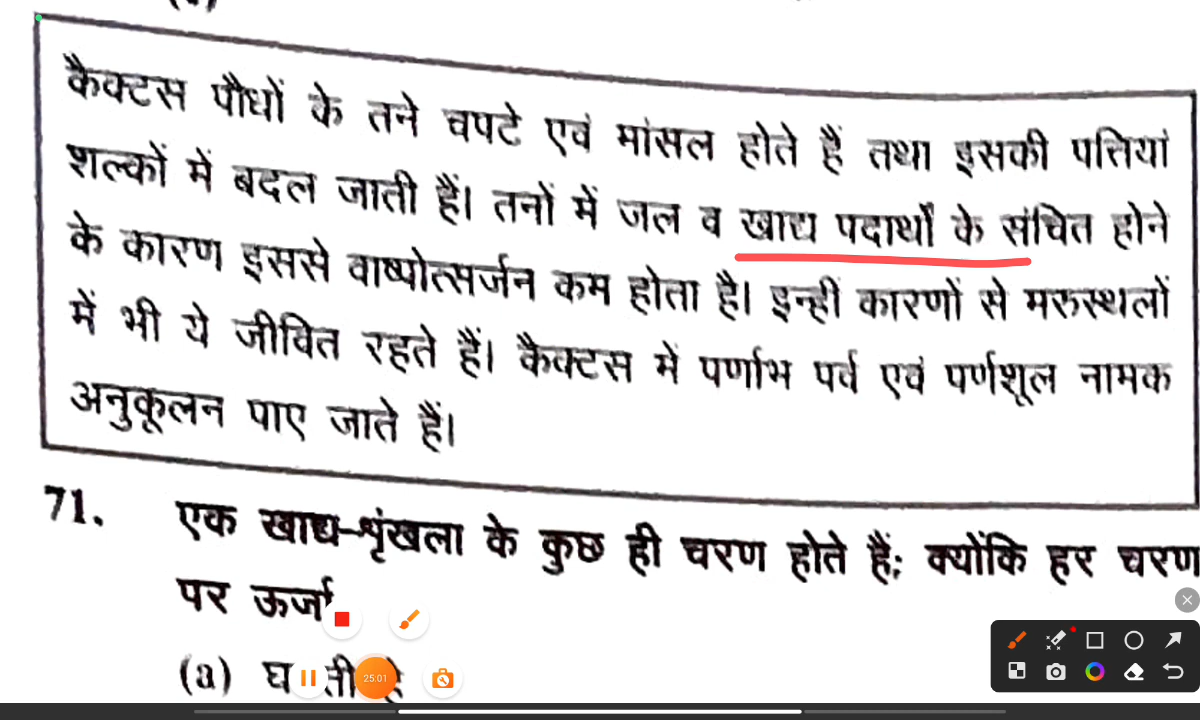 कैक्टस पौधों के तने चपटे एवं मांसल होते हैं तथा इसकी पत्तियां
शल्कों में बदल जाती हैं। तनों में जल व खाद्य पदार्थों के संचित होने
के कारण इससे वाष्पोत्सर्जन कम होता है। इन्ही कारणों से मरुस्थलों
में भी ये जीवित रहते हैं। कैक्टस में पर्णाभ पर्व एवं पर्णशूल नामक
अनुकूलन पाए जाते हैं।
71. एक खाद्य-शृंखला के कुछ ही चरण होते हैं; क्योंकि हर चरण
पर ऊर्जा
(a)
25:01